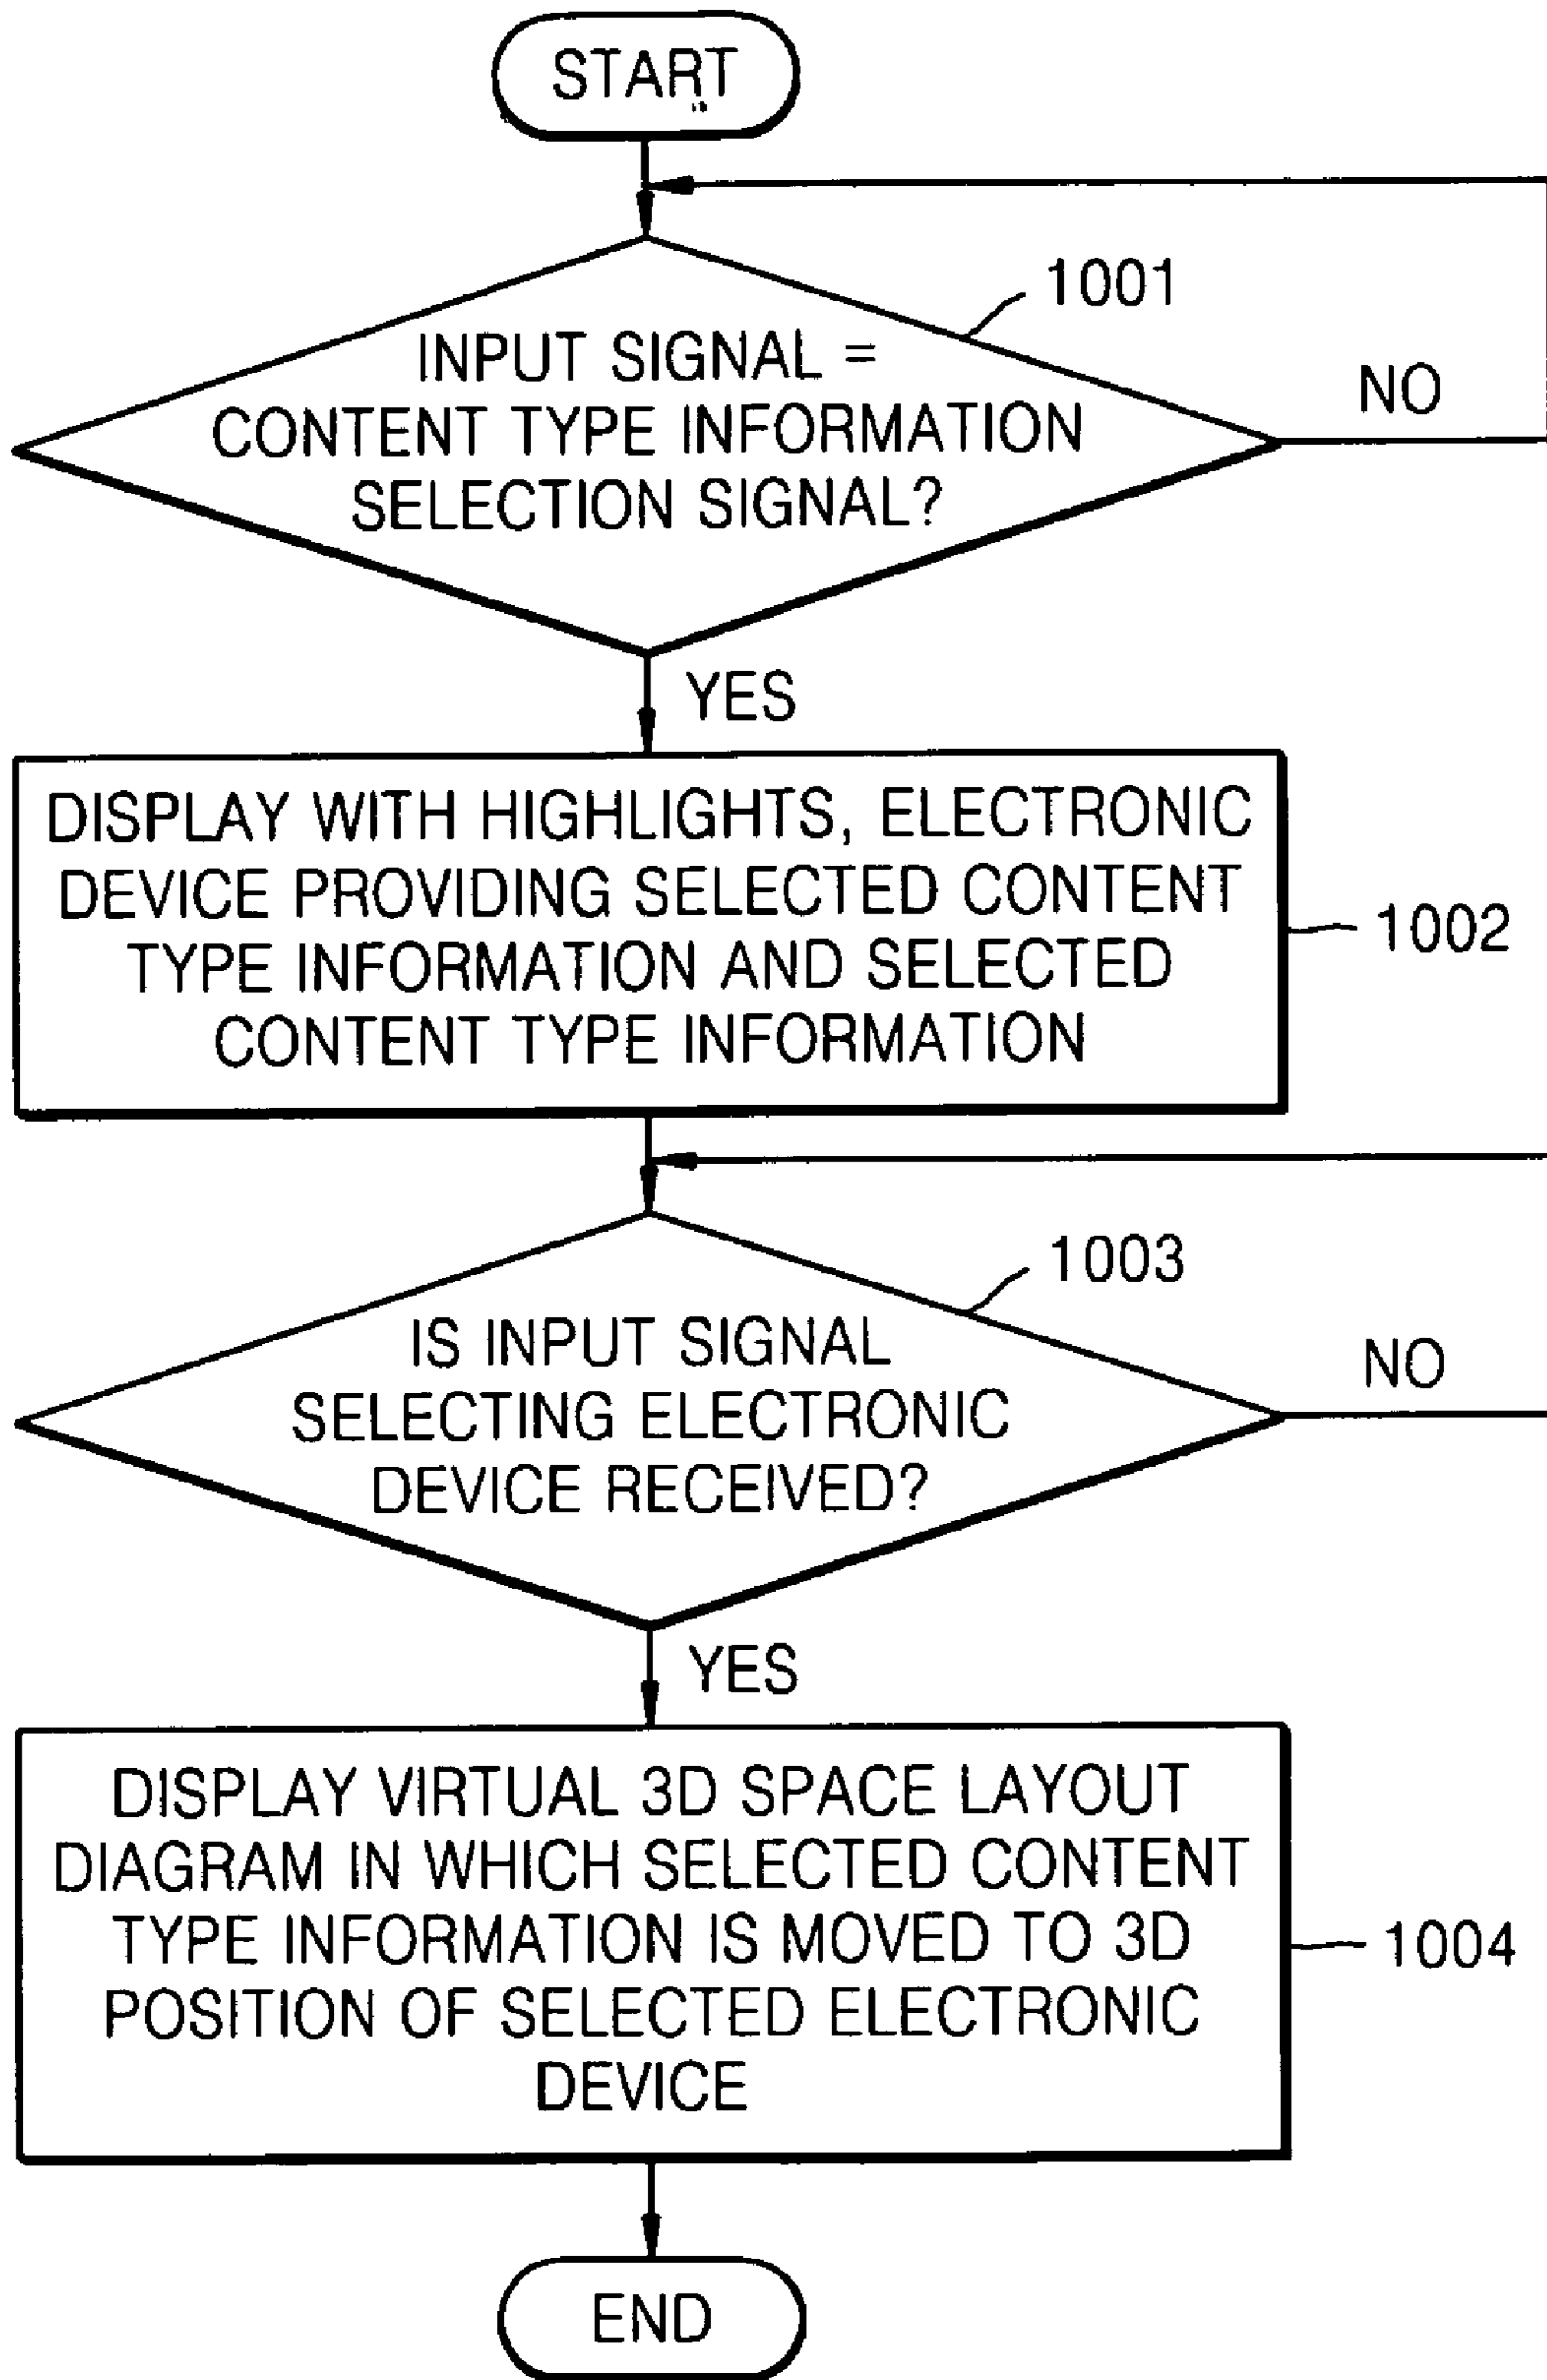 START
1001
INPUT SIGNAL =
CONTENT TYPE INFORMATION
SELECTION SIGNAL?
NO
YES
DISPLAY WITH HIGHLIGHTS, ELECTRONIC
DEVICE PROVIDING SELECTED CONTENT
TYPE INFORMATION AND SELECTED
CONTENT TYPE INFORMATION
1002
1003
IS INPUT SIGNAL
SELECTING ELECTRONIC
DEVICE RECEIVED?
NO
YES
DISPLAY VIRTUAL 3D SPACE LAYOUT
DIAGRAM IN WHICH SELECTED CONTENT
TYPE INFORMATION IS MOVED TO 3D
POSITION OF SELECTED ELECTRONIC
DEVICE
1004
END